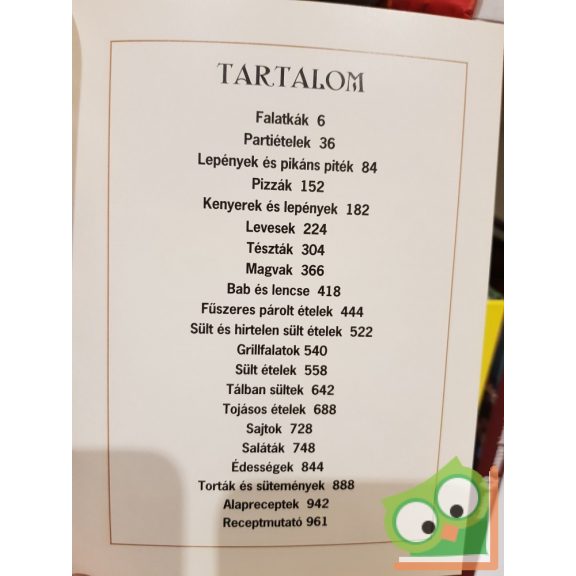 TARTALOM
Falatkák 6
Partiételek 36
Lepények és pikáns piték 84
Pizzák 152
Kenyerek és lepények 182
Levesek 224
Tészták 304
Magvak 366
Bab és lencse 418
Fűszeres párolt ételek 444
Sült és hirtelen sült ételek 522
Grillfalatok 540
Sült ételek 558
Tálban sültek 642
Tojásos ételek 688
Sajtok 728
Saláták 748
Édességek 844
Torták és sütemények 888
Alapreceptek 942
Receptmutató 961